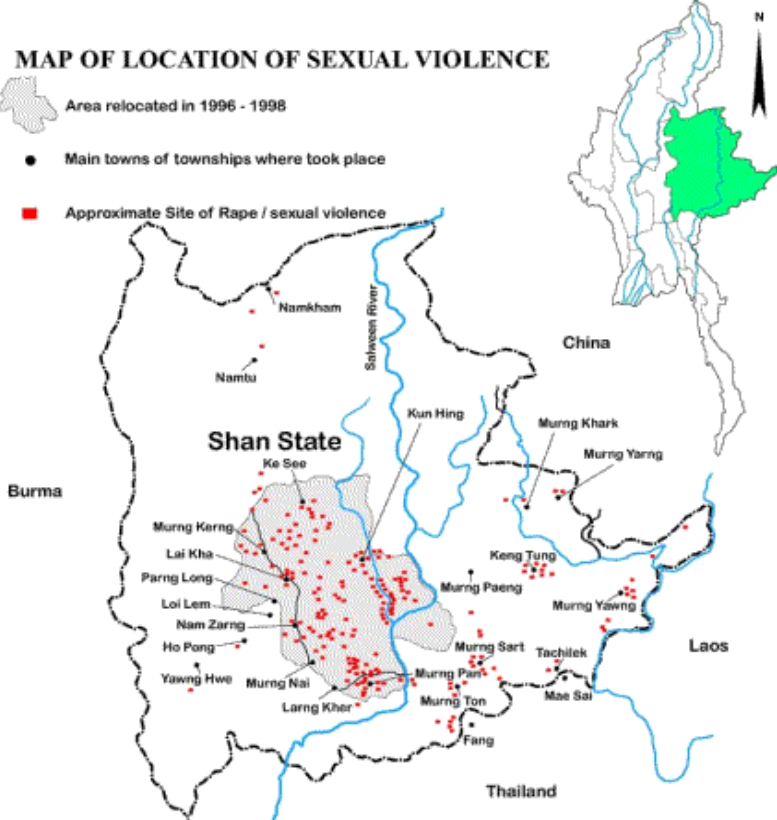 N
MAP OF LOCATION OF SEXUAL VIOLENCE
Area relocated in 1996 - 1998
Main towns of townships where took place
Approximate Site of Rape / sexual violence
Namkham
Salween River
China
Namtu
Kun Hing
Murng Khark
Shan State
Murng Yarng
Ke See
Burma
Murng Kerng
Lai Kha
Keng Tung
Parng Long
Murng Paeng
Loi Lem
Murng Yawng
Nam Zarng
Ho Pong
Murng Sart
Laos
Tachilek
Yawng Hwe
Murng Nai
Murng Pan
Mae Sai
Larng Kher
Murng Ton
Fang
Thailand